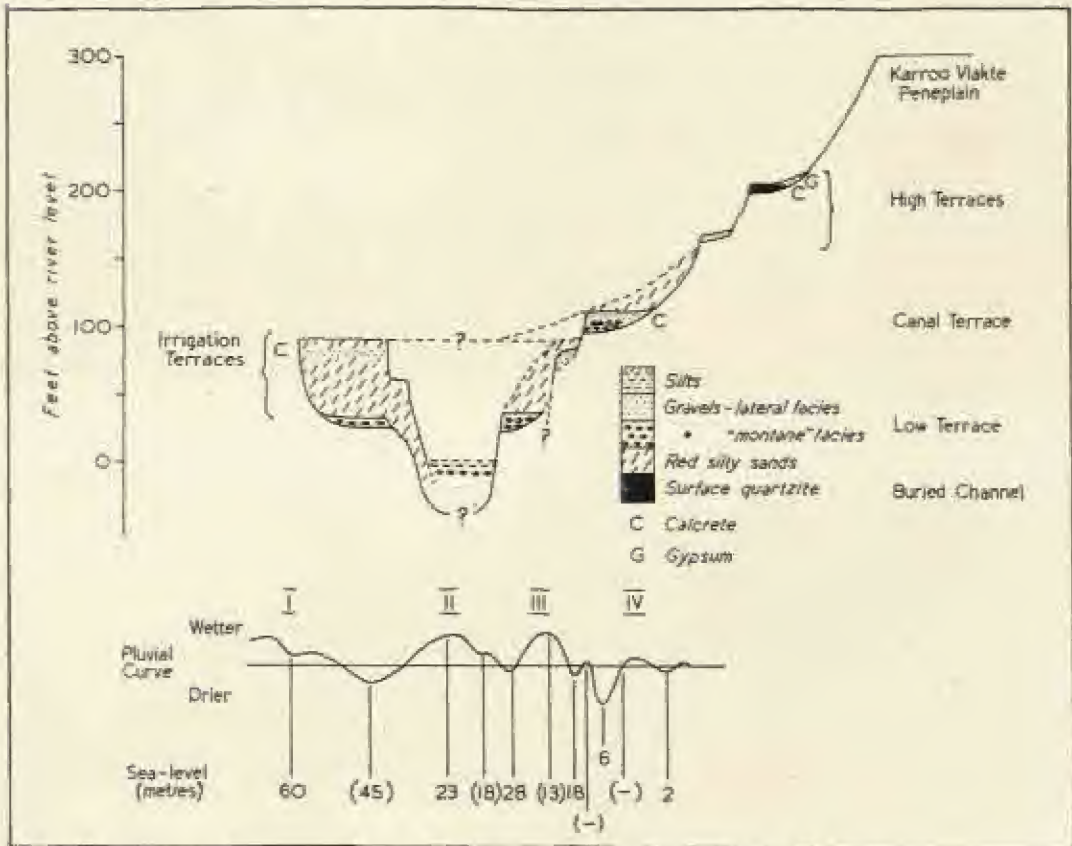 300
Karroo Vlakte
Peneplain
200
G
C
High Terraces
100
C
Canal Terrace
Irrigation
Terraces
C
?
?
Feet above river level
Silts
Gravels - lateral facies
• "montane" facies
Low Terrace
0
Red silty sands
Surface quartzite
Buried Channel
?
C Calcrete
G Gypsum
I II III IV
Wetter
Pluvial
Curve
Drier
6
Sea-level
(metres)
60 (45) 23 (18) 28 (13) 18 (-) 2
(-)